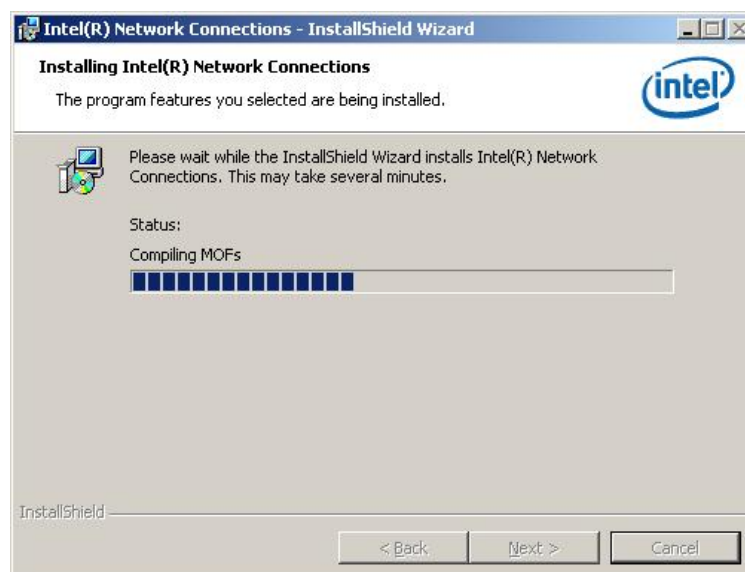 Intel(R) Network Connections - InstallShield Wizard
Installing Intel(R) Network Connections
The program features you selected are being installed.
intel
Please wait while the InstallShield Wizard installs Intel(R) Network
Connections. This may take several minutes.
Status:
Compiling MOFs
InstallShield
< Back
Next >
Cancel